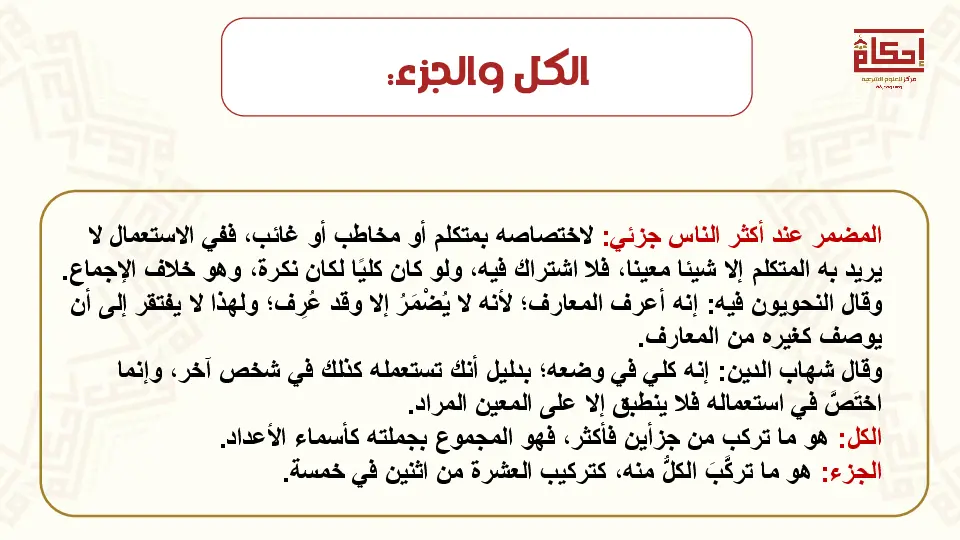 الكل والجزء:
إحكام
مركز للعلوم الشرعية
المضمر عند أكثر الناس جزئي: لاختصاصه بمتكلم أو مخاطب أو غائب، ففي الاستعمال لا
يريد به المتكلم إلا شيئا معينا، فلا اشتراك فيه، ولو كان كليًا لكان نكرة، وهو خلاف الإجماع.
وقال النحويون فيه: إنه أعرف المعارف؛ لأنه لا يُضْمَرُ إلا وقد عُرِف؛ ولهذا لا يفتقر إلى أن
يوصف كغيره من المعارف.
وقال شهاب الدين: إنه كلي في وضعه؛ بدليل أنك تستعمله كذلك في شخص آخر، وإنما
اختَصَّ في استعماله فلا ينطبق إلا على المعين المراد.
الكل: هو ما تركب من جزأين فأكثر، فهو المجموع بجملته كأسماء الأعداد.
الجزء: هو ما تركَّبَ الكلُّ منه، كتركيب العشرة من اثنين في خمسة.